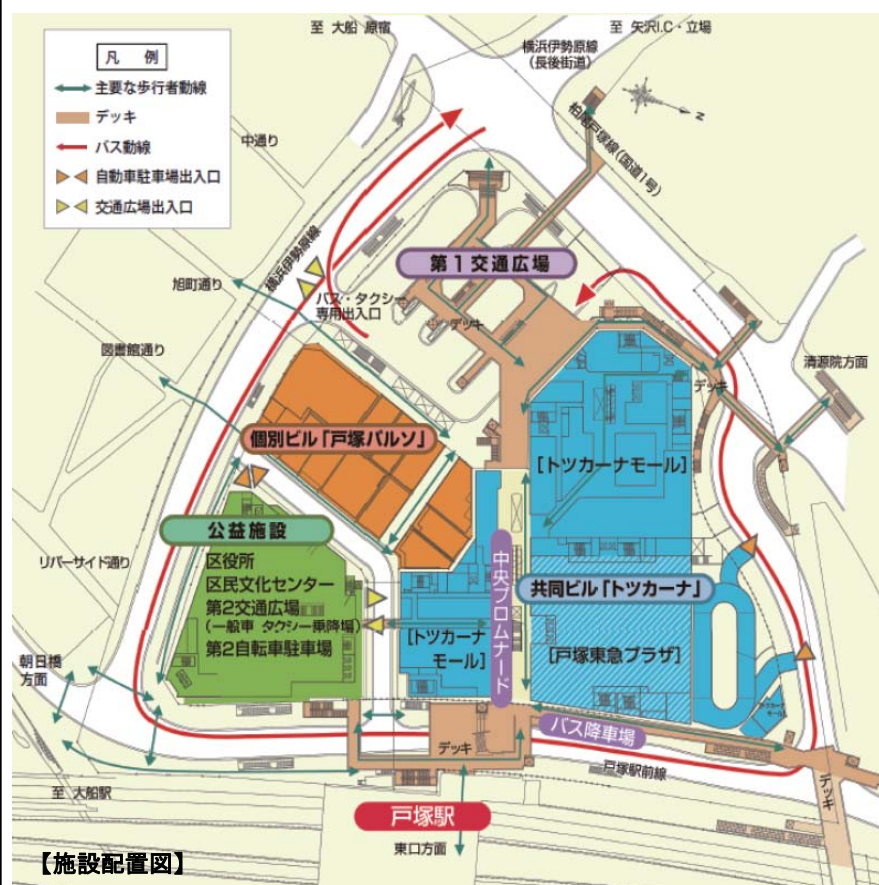 至 大船 原宿
至 矢沢I.C・立場
横浜伊勢原線
(長後街道)
凡 例
主要な歩行者動線
デッキ
バス動線
自動車駐車場出入口
交通広場出入口
N
柏尾戸塚線(国道1号)
中通り
横浜伊勢原線
第1交通広場
旭町通り
バス・タクシー
専用出入口
デッキ
図書館通り
デッキ
清源院方面
個別ビル「戸塚パルソ」
[トツカーナモール]
公益施設
区役所
区民文化センター
第2交通広場
(一般車 タクシー乗降場)
第2自転車駐車場
リバーサイド通り
中央プロムナード
共同ビル「トツカーナ」
[トツカーナ
モール]
[戸塚東急プラザ]
朝日橋
方面
[トツカーナ
モール]
バス降車場
デッキ
戸塚駅前線
デッキ
至 大船駅
戸塚駅
東口方面
【施設配置図】